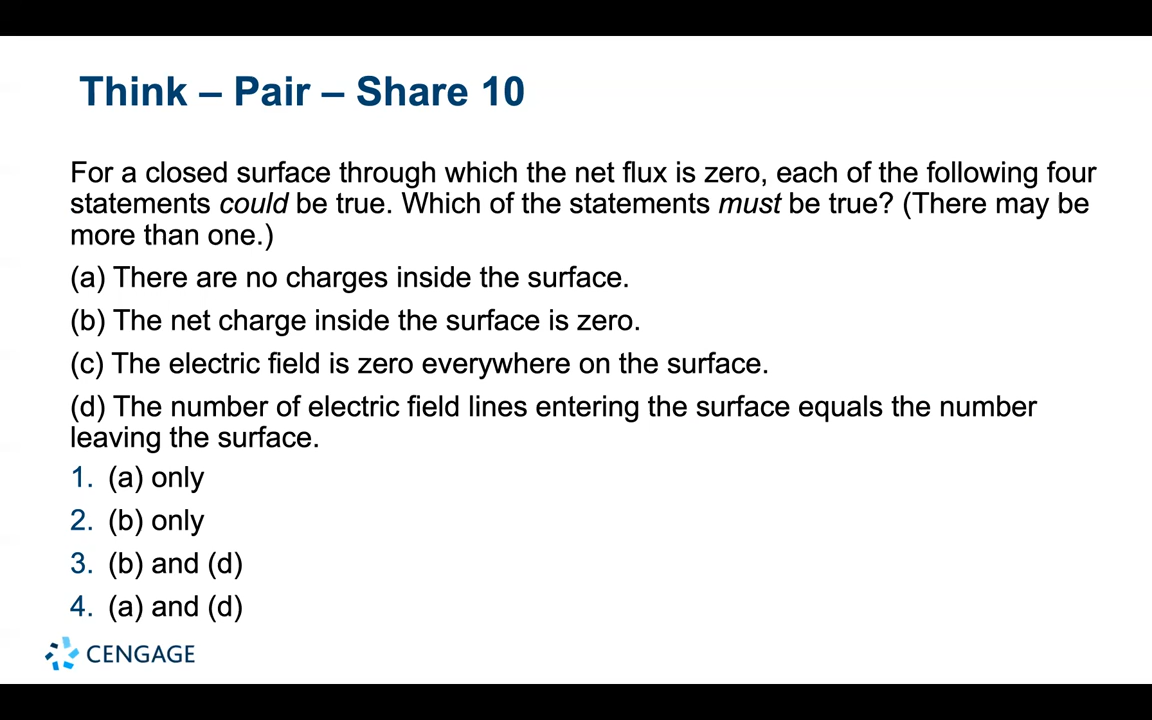 Think – Pair – Share 10
For a closed surface through which the net flux is zero, each of the following four
statements could be true. Which of the statements must be true? (There may be
more than one.)
(a) There are no charges inside the surface.
(b) The net charge inside the surface is zero.
(c) The electric field is zero everywhere on the surface.
(d) The number of electric field lines entering the surface equals the number
leaving the surface.
1. (a) only
2. (b) only
3. (b) and (d)
4. (a) and (d)
CENGAGE